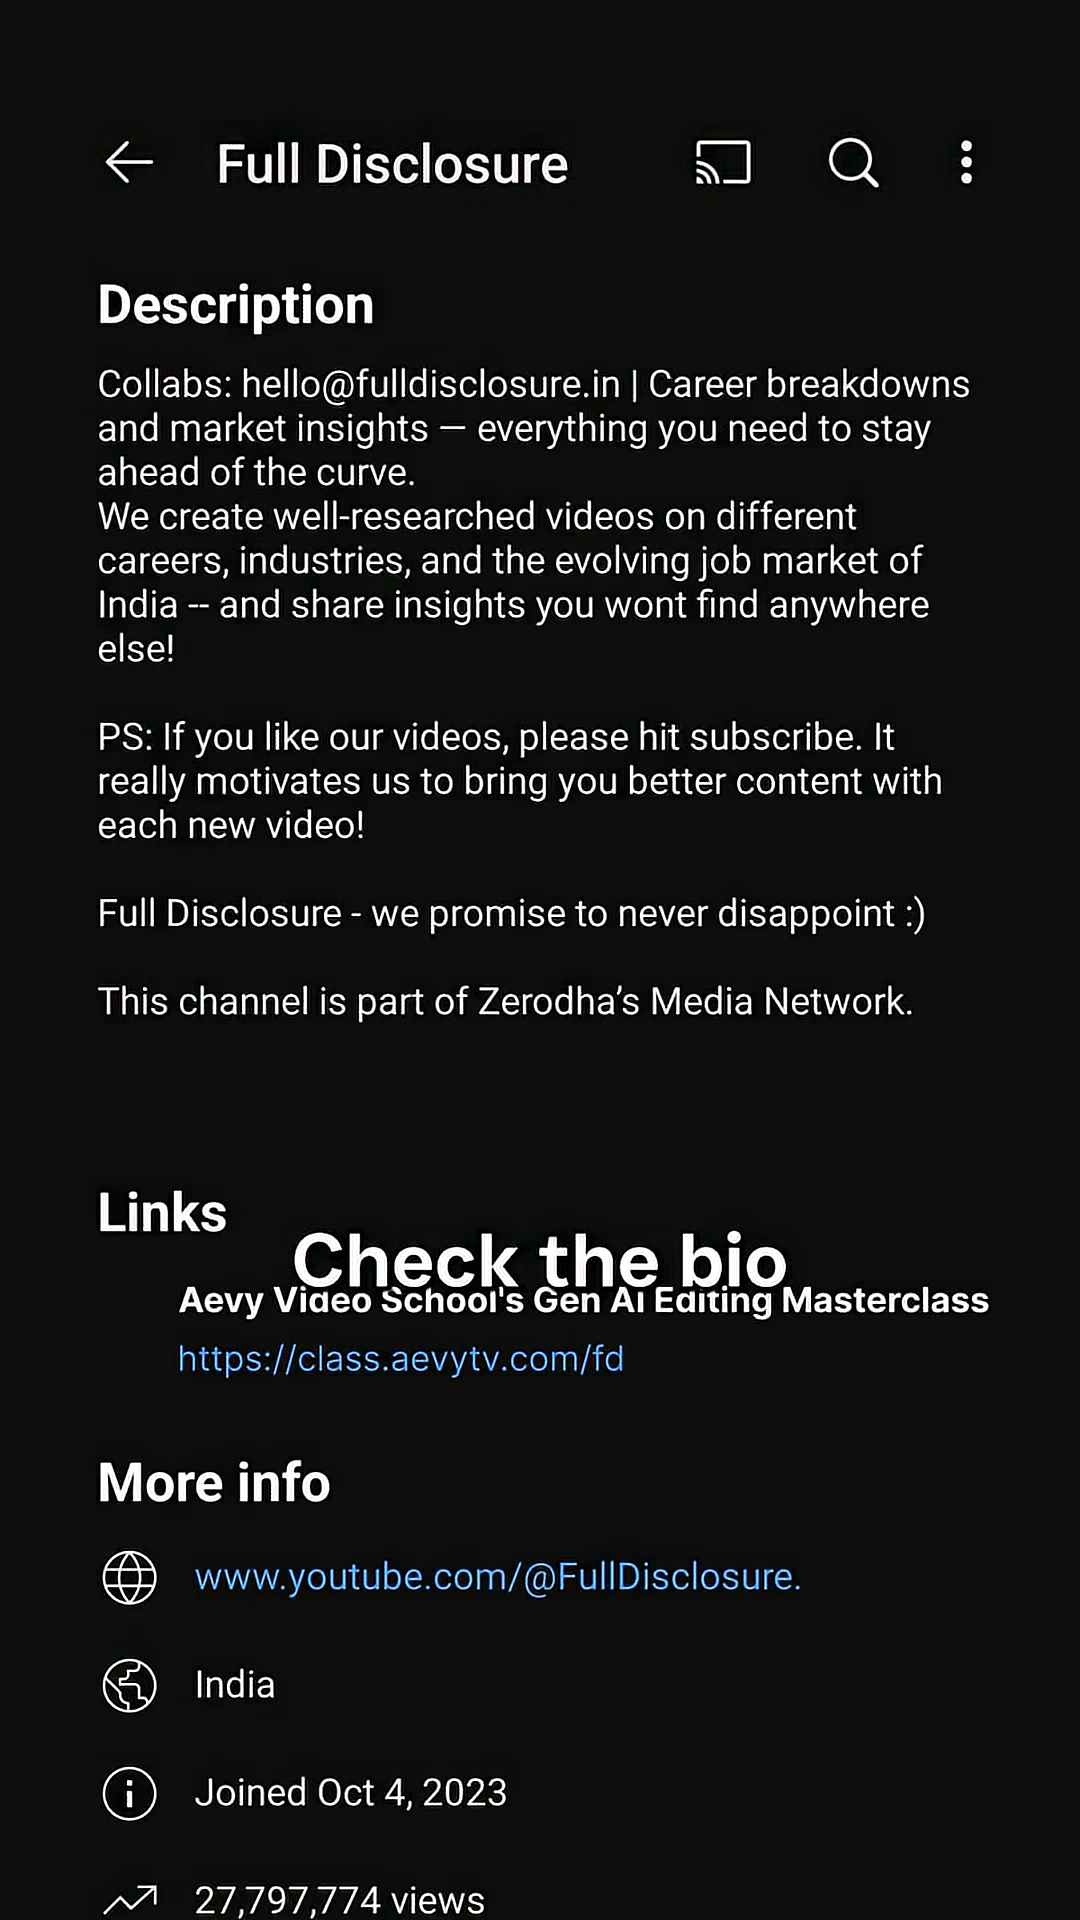 Full Disclosure
Description
Collabs: hello@fulldisclosure.in | Career breakdowns
and market insights — everything you need to stay
ahead of the curve.
We create well-researched videos on different
careers, industries, and the evolving job market of
India -- and share insights you wont find anywhere
else!
PS: If you like our videos, please hit subscribe. It
really motivates us to bring you better content with
each new video!
Full Disclosure - we promise to never disappoint :)
This channel is part of Zerodha’s Media Network.
Links
Check the bio
Aevy Video School's Gen AI Editing Masterclass
https://class.aevytv.com/fd
More info
www.youtube.com/@FullDisclosure.
India
Joined Oct 4, 2023
27,797,774 views